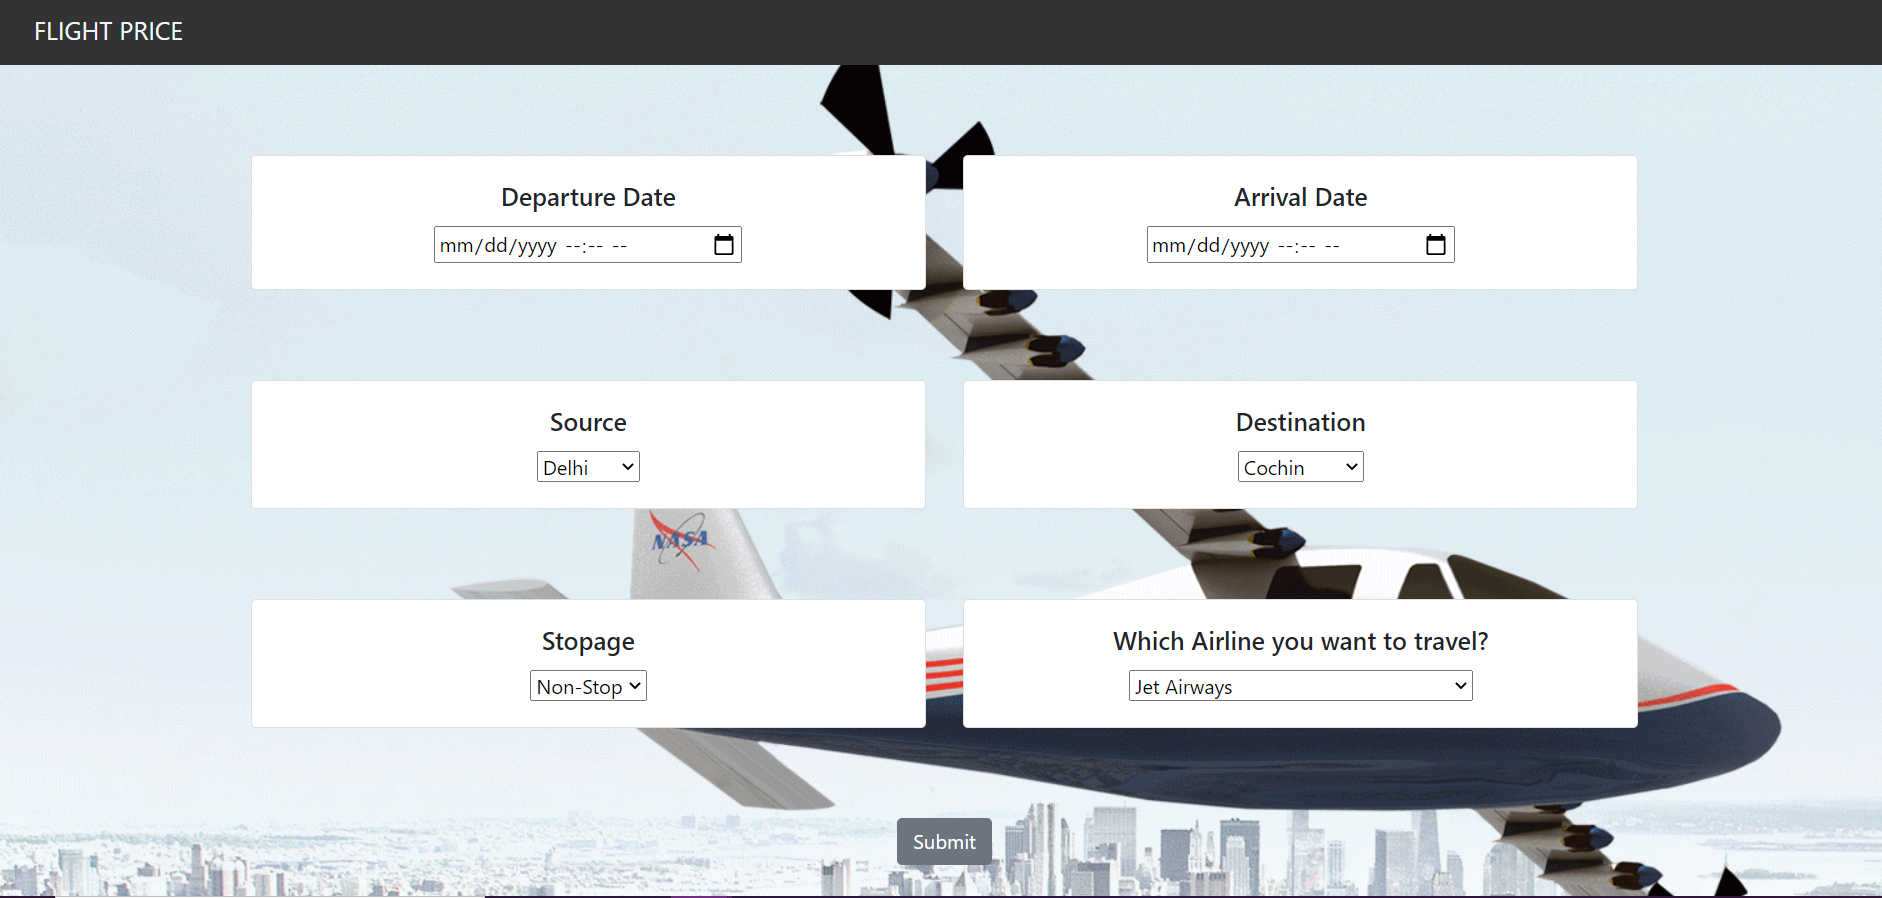 FLIGHT PRICE
Departure Date
mm/dd/yyyy --:-- --
Arrival Date
mm/dd/yyyy --:-- --
Source
Delhi
Destination
Cochin
NASA
Stopage
Non-Stop
Which Airline you want to travel?
Jet Airways
Submit